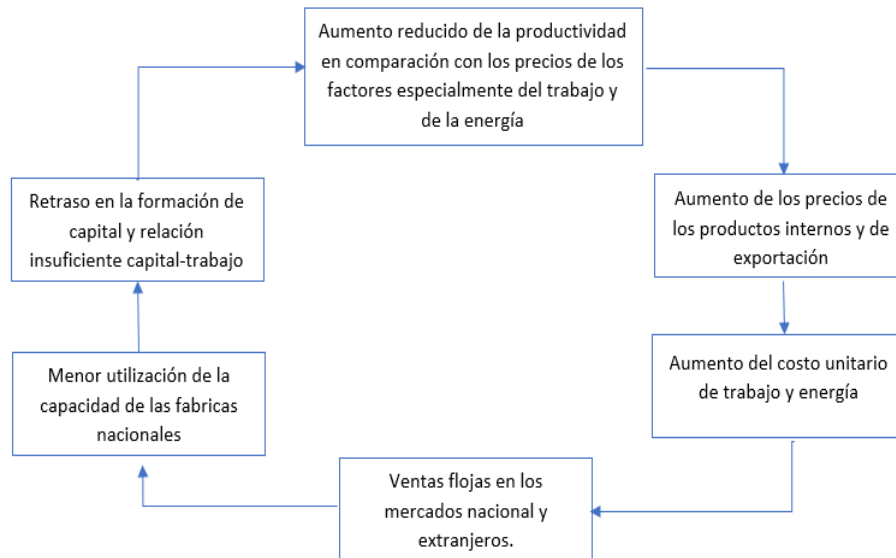 Aumento reducido de la productividad
en comparación con los precios de los
factores especialmente del trabajo y
de la energía
Aumento de los precios de
los productos internos y de
exportación
Aumento del costo unitario
de trabajo y energía
Ventas flojas en los
mercados nacional y
extranjeros.
Menor utilización de la
capacidad de las fabricas
nacionales
Retraso en la formación de
capital y relación
insuficiente capital-trabajo